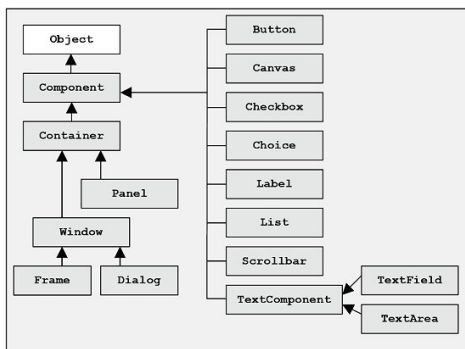 Object
Component
Container
Panel
Window
Frame
Dialog
Button
Canvas
Checkbox
Choice
Label
List
Scrollbar
TextComponent
TextField
TextArea